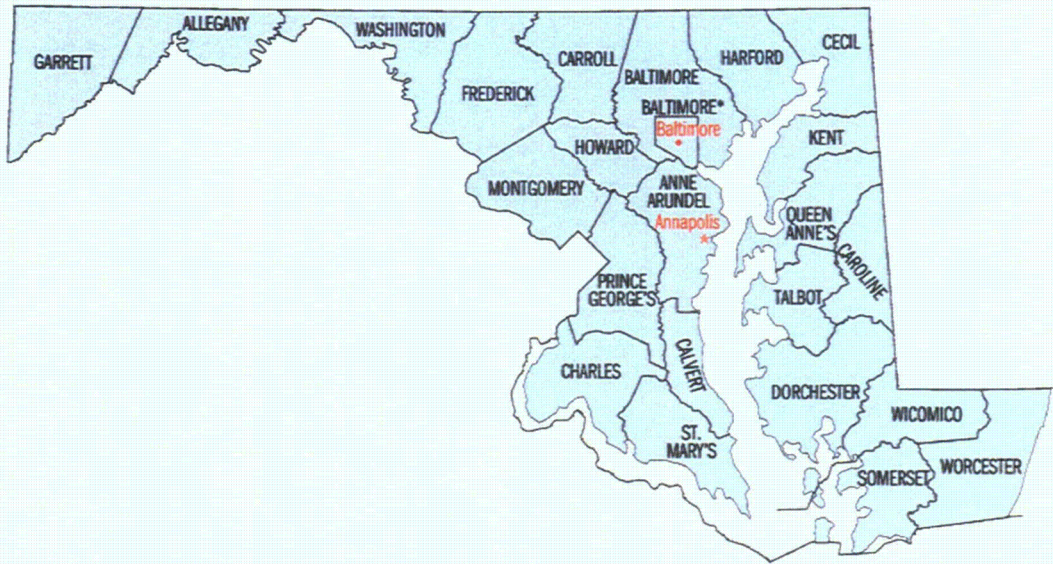 ALLEGANY
WASHINGTON
GARRETT
CARROLL
HARFORD
CECIL
FREDERICK
BALTIMORE
BALTIMORE*
Baltimore
HOWARD
KENT
MONTGOMERY
ANNE
ARUNDEL
Annapolis
QUEEN
ANNE'S
CAROLINE
PRINCE
GEORGE'S
TALBOT
CHARLES
CALVERT
DORCHESTER
WICOMICO
ST.
MARY'S
SOMERSET
WORCESTER